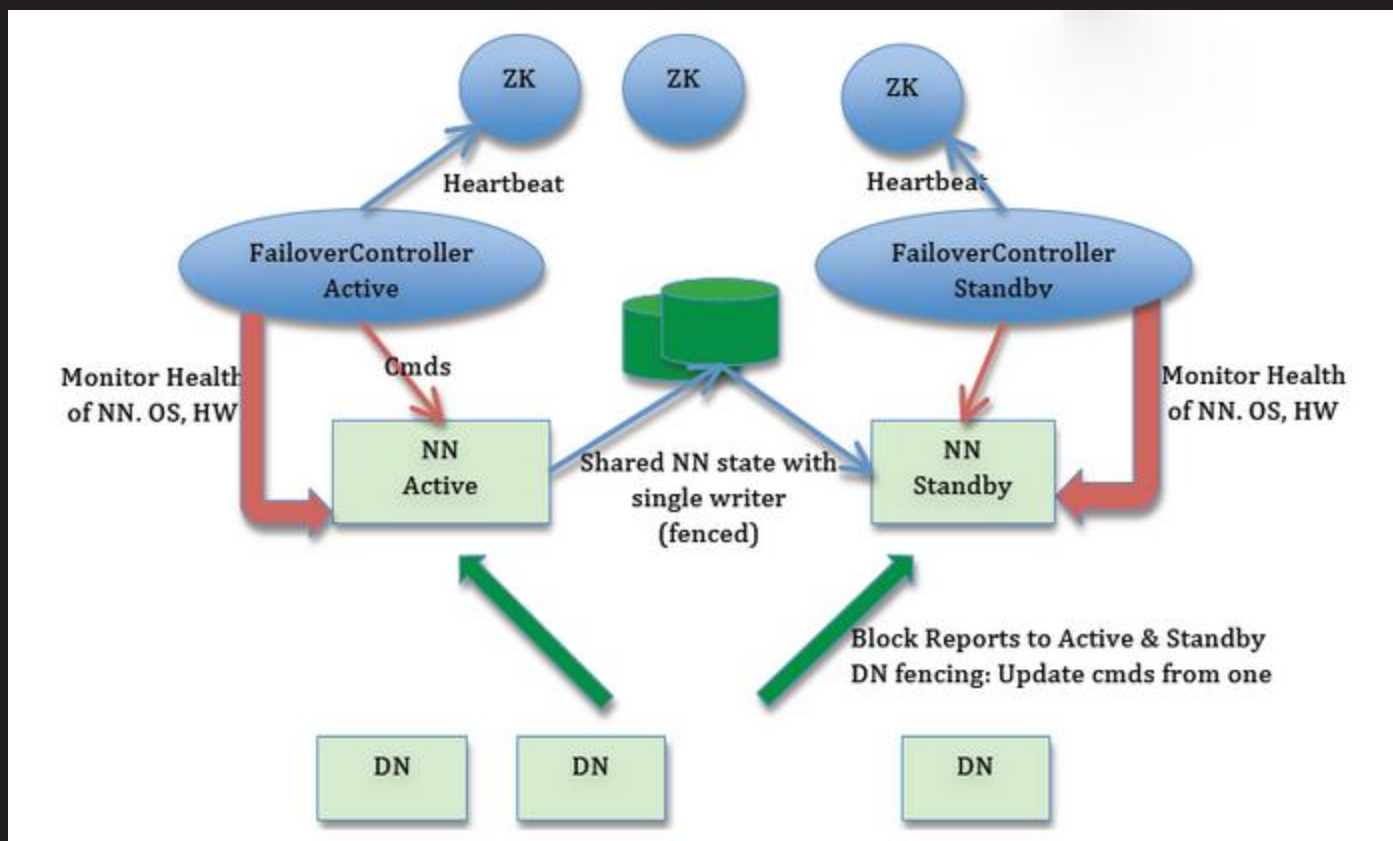 ZK
ZK
ZK
Heartbeat
Heartbeat
FailoverController
Active
FailoverController
Standby
Cmds
Monitor Health
of NN. OS, HW
Monitor Health
of NN. OS, HW
NN
Active
Shared NN state with
single writer
(fenced)
NN
Standby
Block Reports to Active & Standby
DN fencing: Update cmds from one
DN
DN
DN